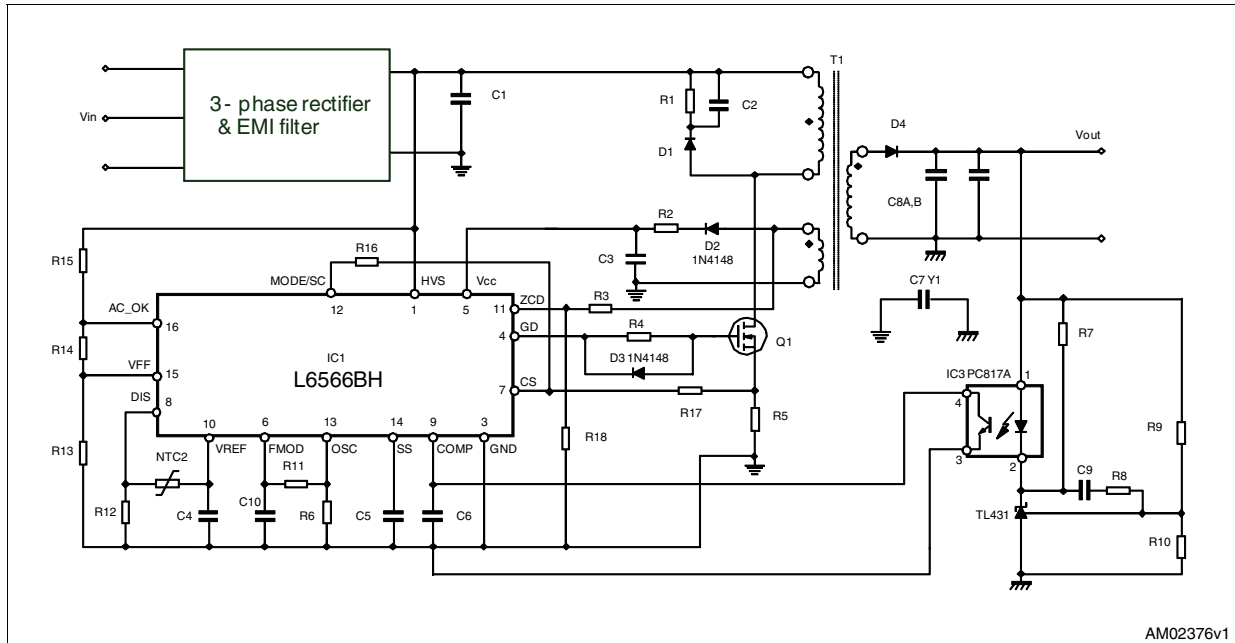 T1
3- phase rectifier
& EMI filter
Vin
C1
R1
C2
D1
D4
Vout
C8A,B
R2
D2
1N4148
C3
R15
R16
MODE/SC
HVS
Vcc
12
1
5
11
ZCD
R3
C7 Y1
AC_OK
16
4
GD
R4
Q1
R7
R14
IC1
L6566BH
D3 1N4148
VFF
15
7
CS
R17
IC3 PC817A
1
4
DIS
8
R5
R9
R13
10
6
13
14
9
3
VREF
FMOD
OSC
SS
COMP
GND
R18
3
2
NTC2
R11
C9
R8
R12
C4
C10
R6
C5
C6
TL431
R10
AM02376v1